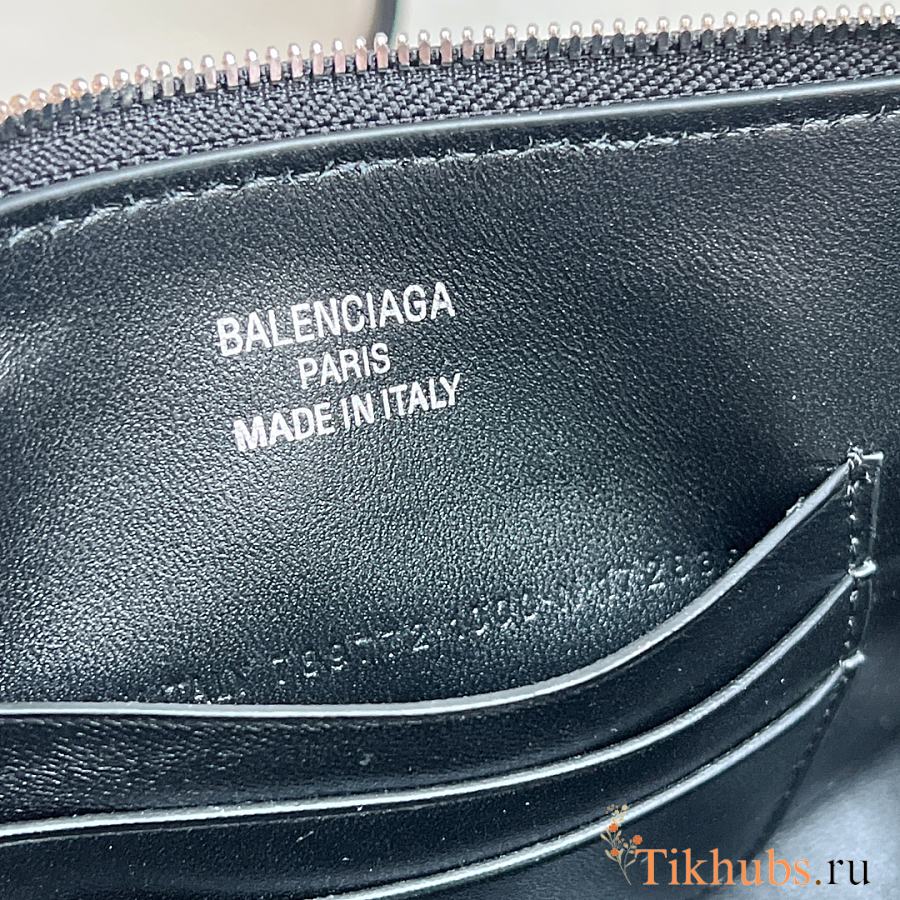 BALENCIAGA
PARIS
MADE IN ITALY
Tikhubs.ru